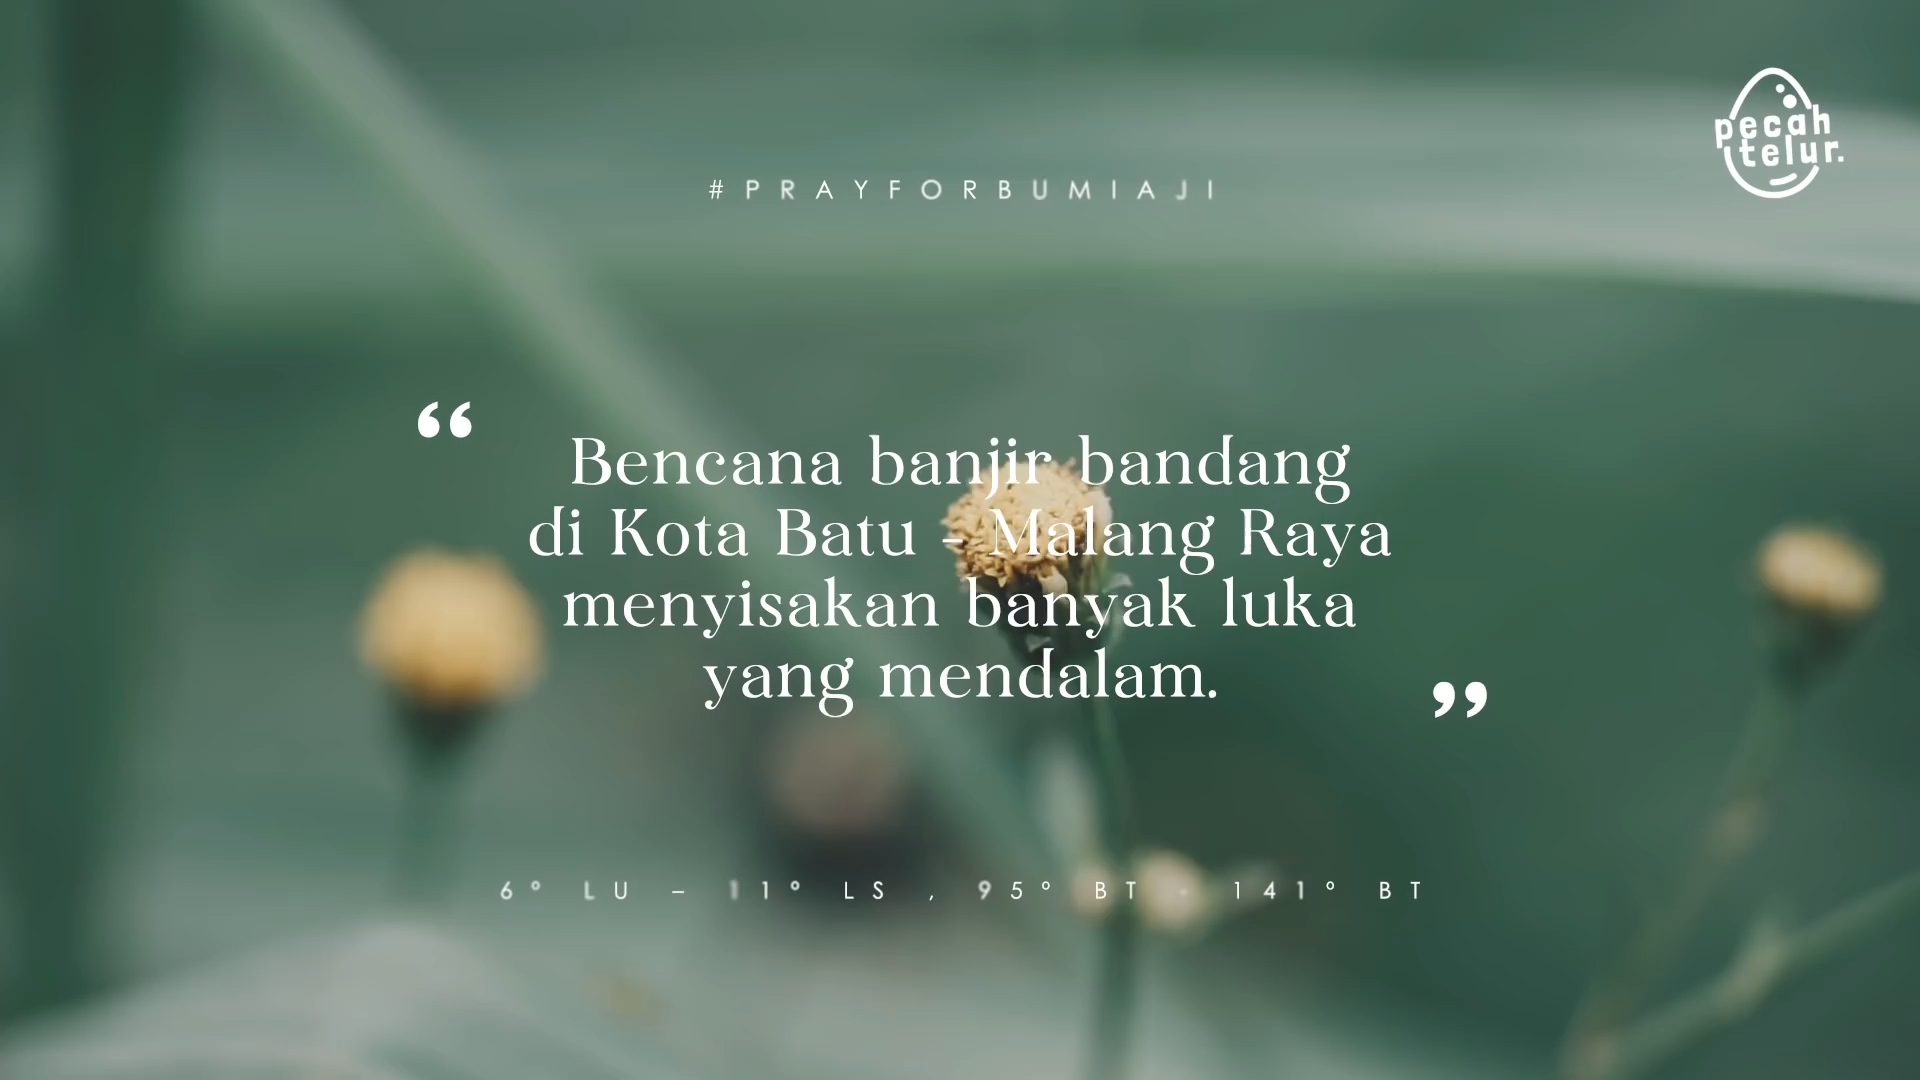 pecah
telur.
#PRAYFORBUMIAJI
“Bencana banjir bandang
di Kota Batu - Malang Raya
menyisakan banyak luka
yang mendalam.”
6° LU – 11° LS , 95° BT - 141° BT